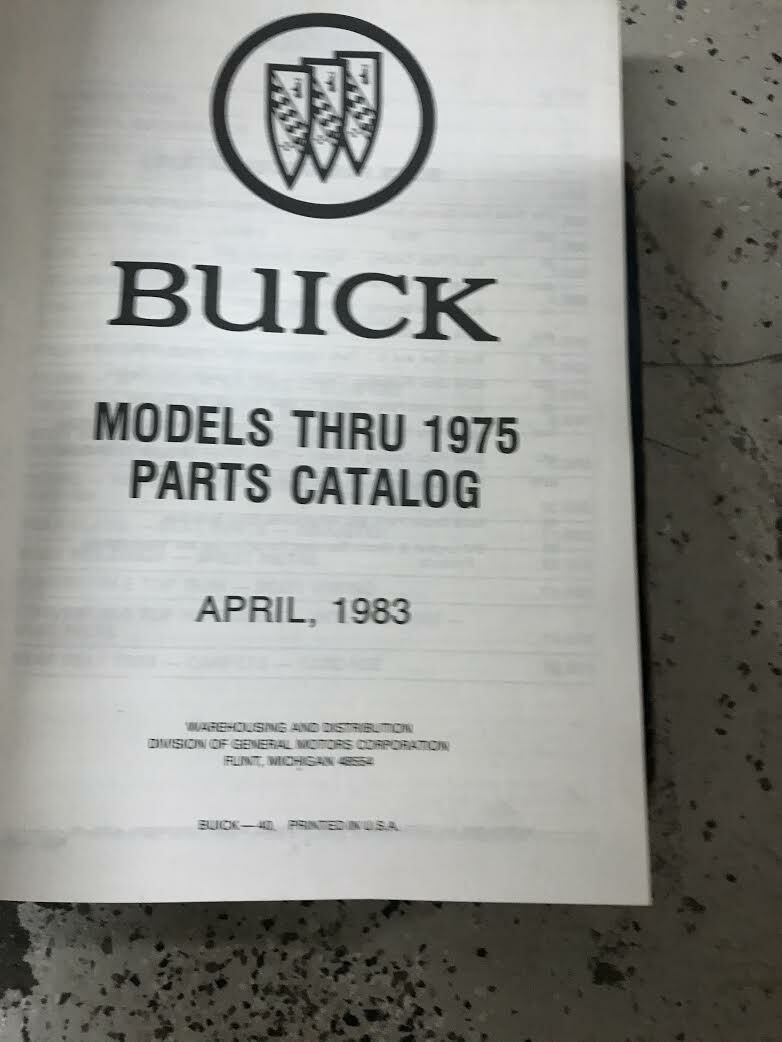 BUICK
MODELS THRU 1975
PARTS CATALOG
APRIL, 1983
WAREHOUSING AND DISTRIBUTION
DIVISION OF GENERAL MOTORS CORPORATION
FLINT, MICHIGAN 48554
BUICK—40, PRINTED IN U.S.A.